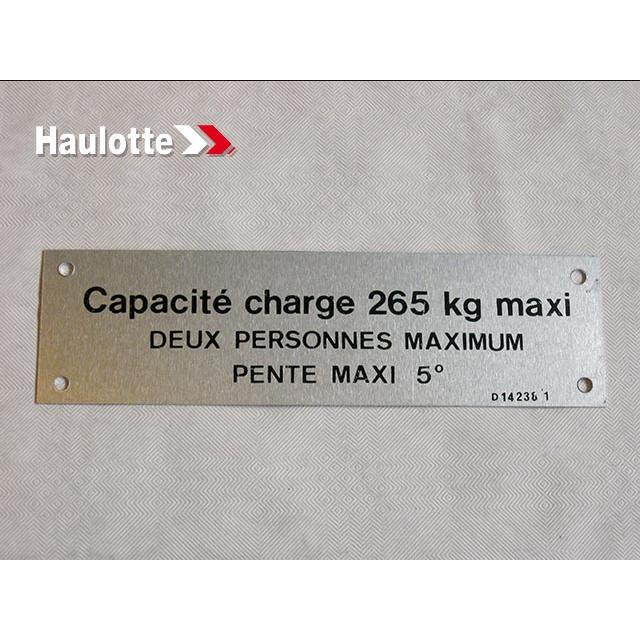 Haulotte
Capacité charge 265 kg maxi
DEUX PERSONNES MAXIMUM
PENTE MAXI 5°
D14238 1